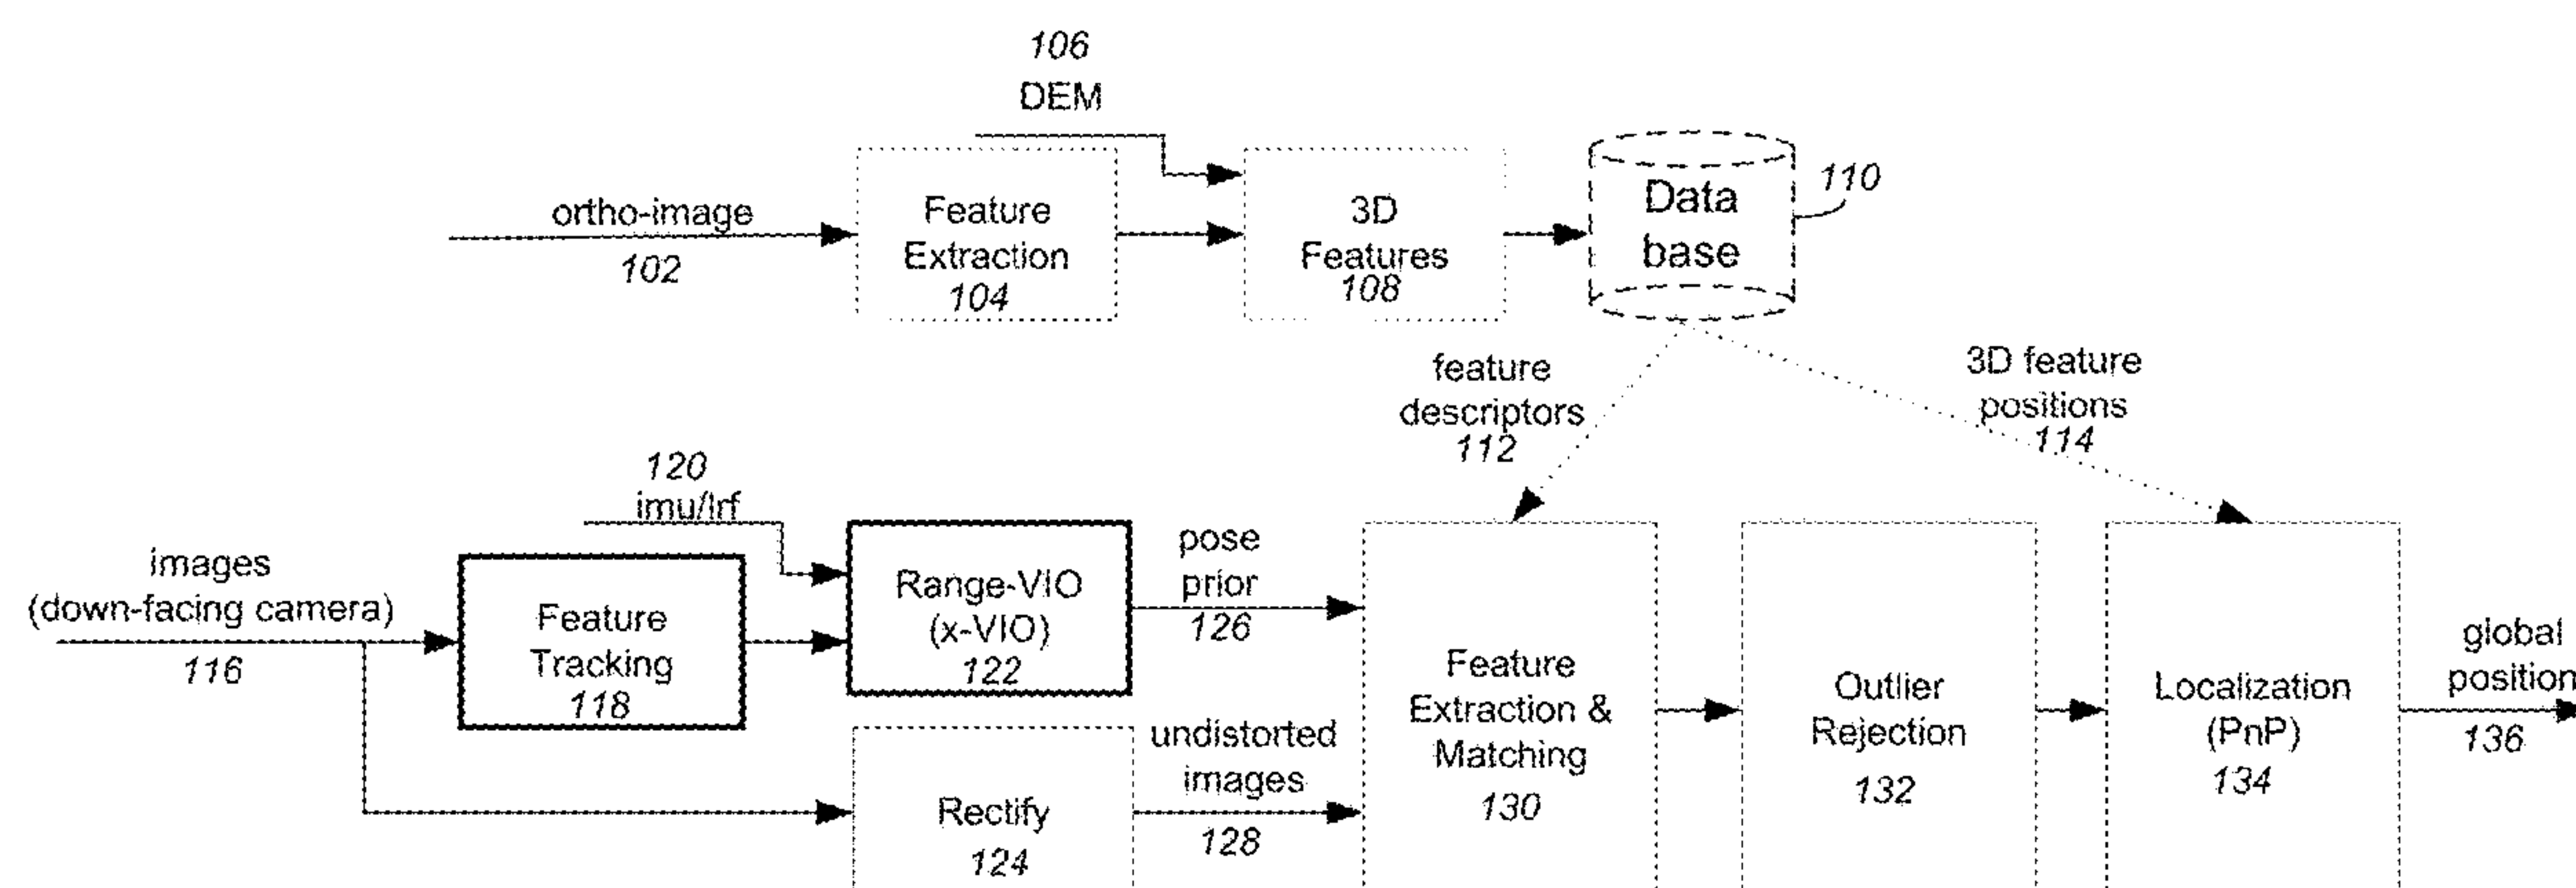 106
DEM
ortho-image
102
Feature
Extraction
104
3D
Features
108
Data
base
110
feature
descriptors
112
3D feature
positions
114
120
imu/lrf
images
(down-facing camera)
116
Feature
Tracking
118
Range-VIO
(x-VIO)
122
pose
prior
126
Rectify
124
undistorted
images
128
Feature
Extraction &
Matching
130
Outlier
Rejection
132
Localization
(PnP)
134
global
position
136